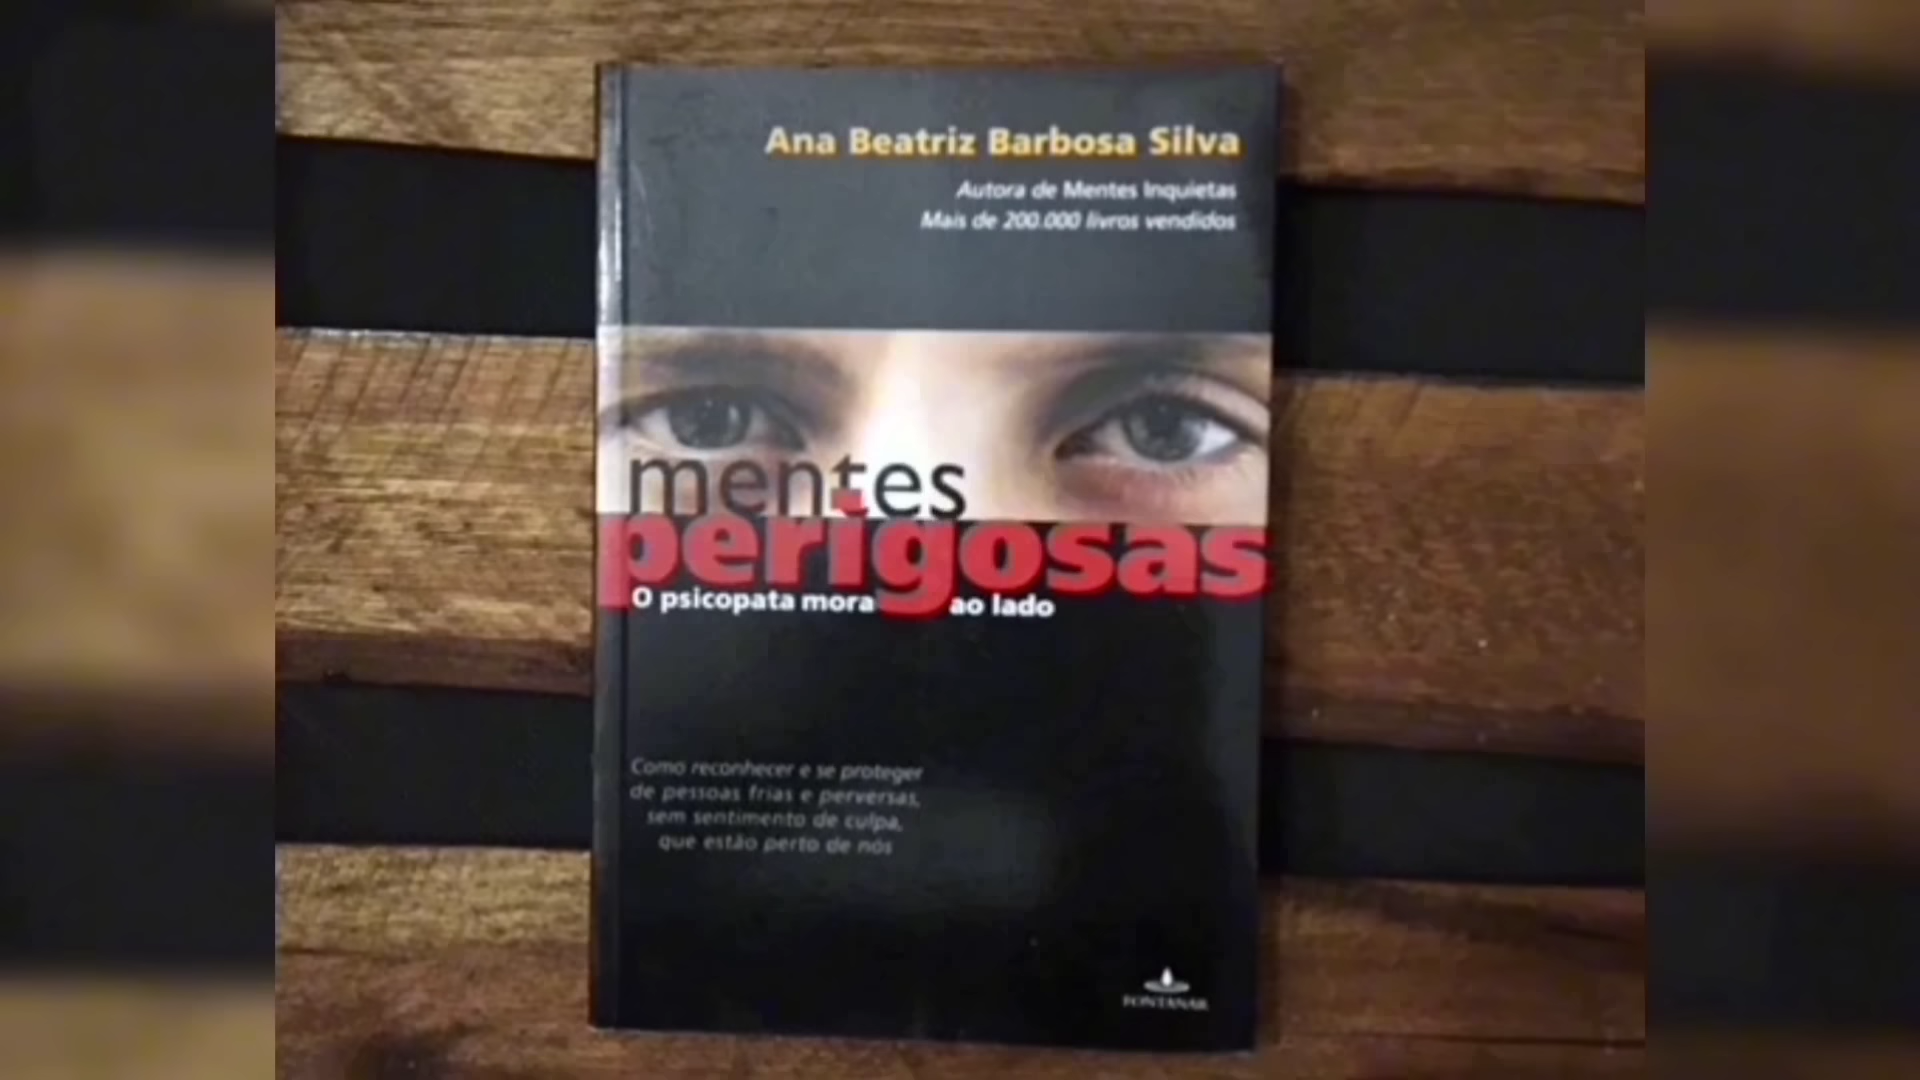 Ana Beatriz Barbosa Silva
Autora de Mentes Inquietas
Mais de 200.000 livros vendidos
mentes
perigosas
O psicopata mora ao lado
Como reconhecer e se proteger
de pessoas frias e perversas,
sem sentimento de culpa,
que estão perto de nós
FONTANAR